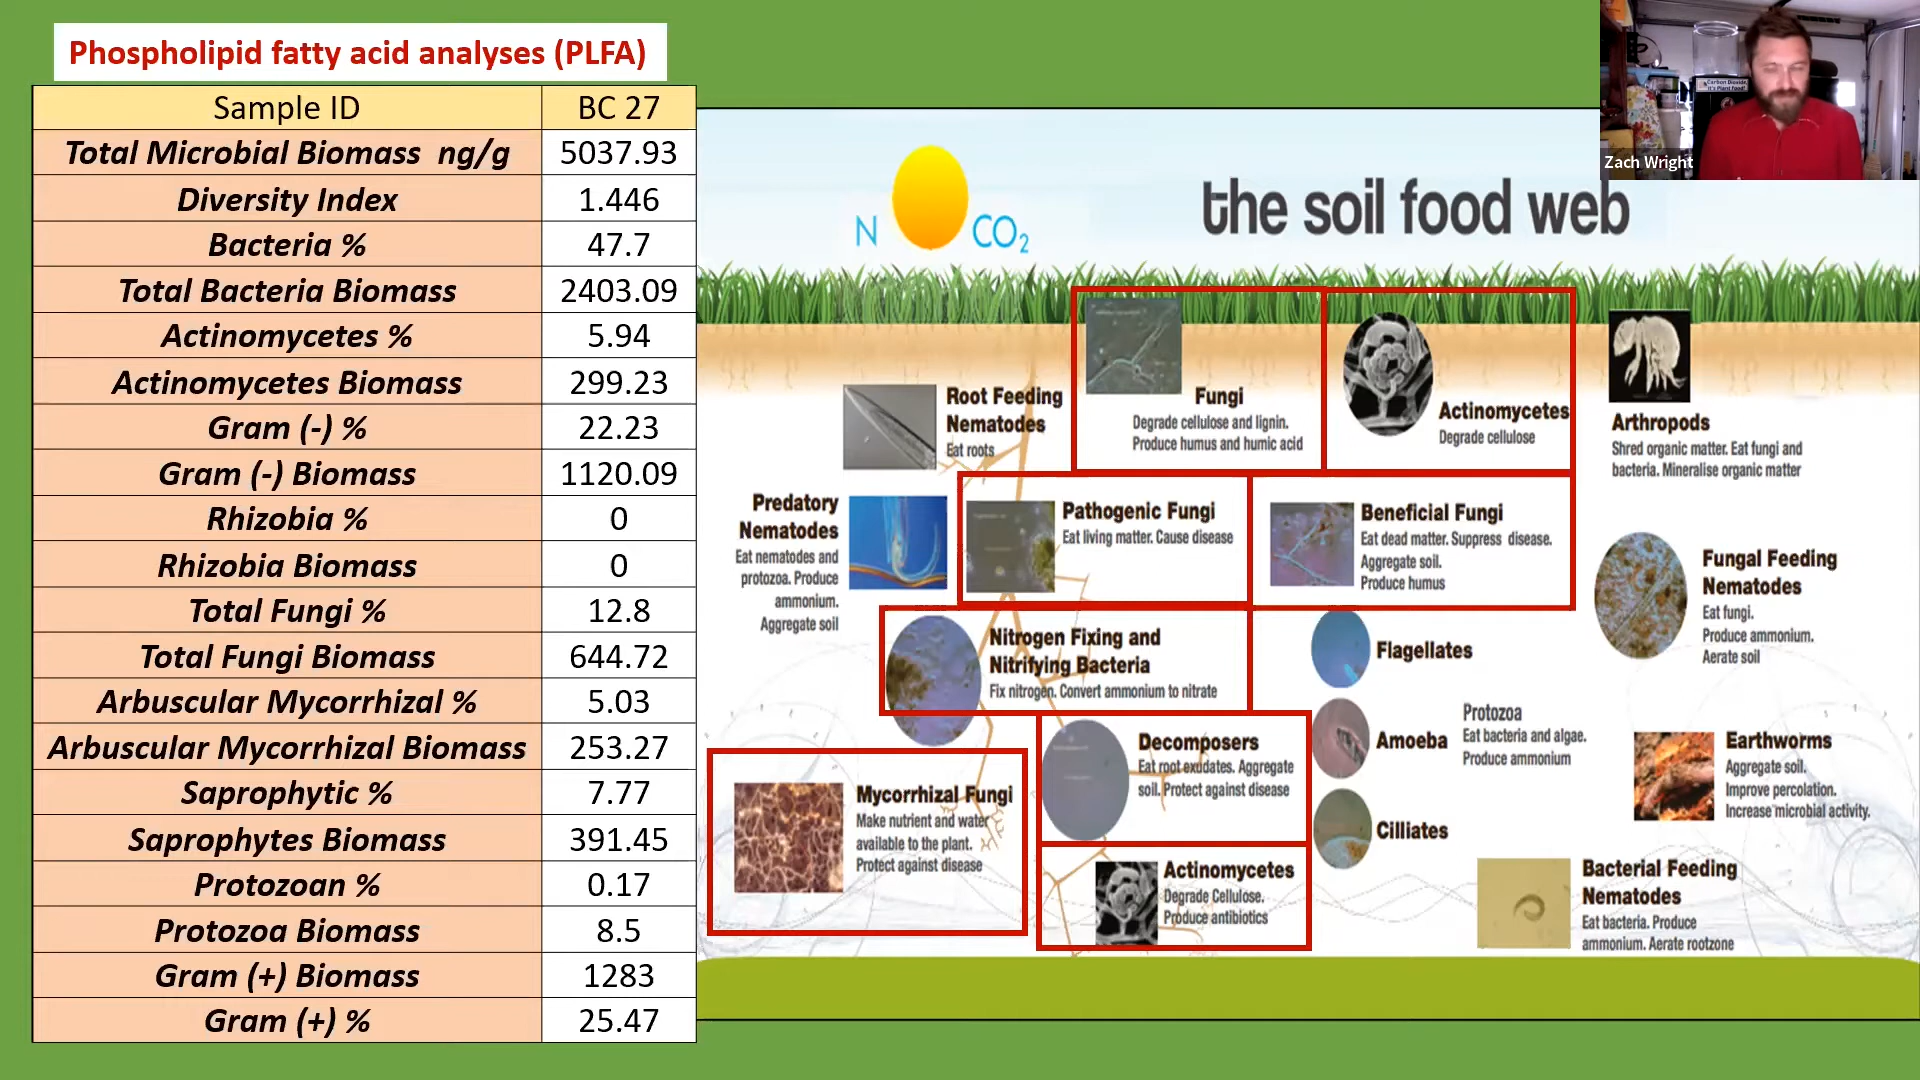 Phospholipid fatty acid analyses (PLFA)
Sample ID BC 27
Total Microbial Biomass ng/g 5037.93
Diversity Index 1.446
Bacteria % 47.7
Total Bacteria Biomass 2403.09
Actinomycetes % 5.94
Actinomycetes Biomass 299.23
Gram (-) % 22.23
Gram (-) Biomass 1120.09
Rhizobia % 0
Rhizobia Biomass 0
Total Fungi % 12.8
Total Fungi Biomass 644.72
Arbuscular Mycorrhizal % 5.03
Arbuscular Mycorrhizal Biomass 253.27
Saprophytic % 7.77
Saprophytes Biomass 391.45
Protozoan % 0.17
Protozoa Biomass 8.5
Gram (+) Biomass 1283
Gram (+) % 25.47
N CO2
the soil food web
Zach Wright
Carbon Dioxide,
It's Plant Food!
Root Feeding
Nematodes
Eat roots
Fungi
Degrade cellulose and lignin.
Produce humus and humic acid
Actinomycetes
Degrade cellulose
Arthropods
Shred organic matter. Eat fungi and
bacteria. Mineralise organic matter
Predatory
Nematodes
Eat nematodes and
protozoa. Produce
ammonium.
Aggregate soil
Pathogenic Fungi
Eat living matter. Cause disease
Beneficial Fungi
Eat dead matter. Suppress disease.
Aggregate soil.
Produce humus
Fungal Feeding
Nematodes
Eat fungi.
Produce ammonium.
Aerate soil
Nitrogen Fixing and
Nitrifying Bacteria
Fix nitrogen. Convert ammonium to nitrate
Flagellates
Amoeba
Cilliates
Protozoa
Eat bacteria and algae.
Produce ammonium
Mycorrhizal Fungi
Make nutrient and water
available to the plant.
Protect against disease
Decomposers
Eat root exudates. Aggregate
soil. Protect against disease
Actinomycetes
Degrade Cellulose.
Produce antibiotics
Earthworms
Aggregate soil.
Improve percolation.
Increase microbial activity.
Bacterial Feeding
Nematodes
Eat bacteria. Produce
ammonium. Aerate rootzone